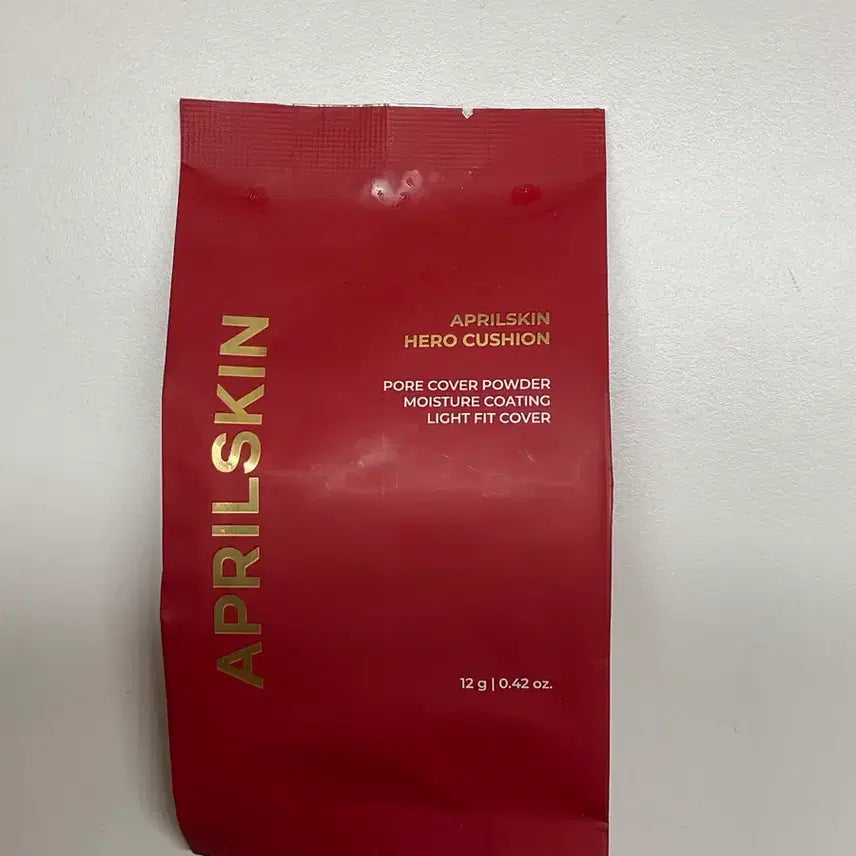 APRILSKIN
APRILSKIN
HERO CUSHION
PORE COVER POWDER
MOISTURE COATING
LIGHT FIT COVER
12 g | 0.42 oz.